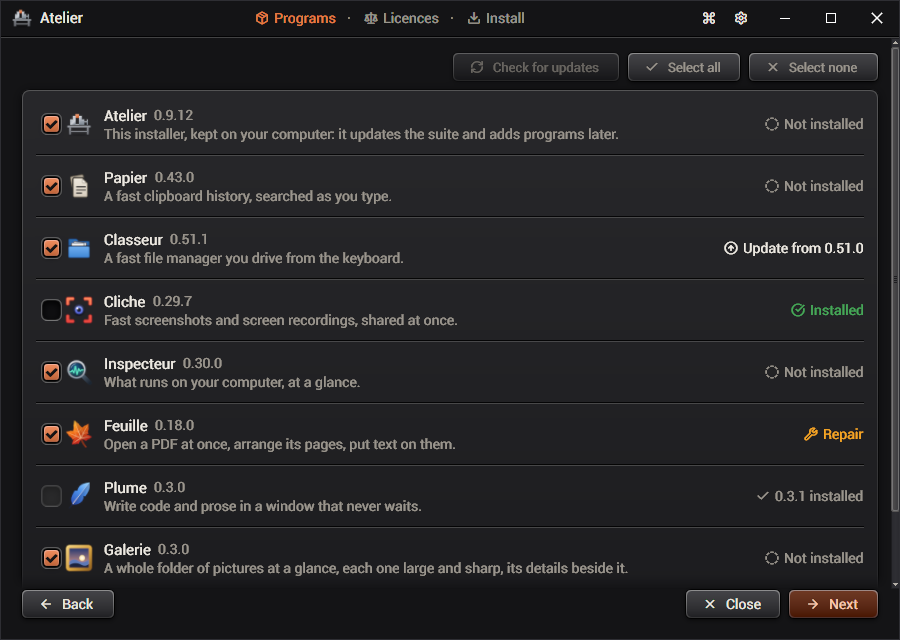 Atelier
Programs · Licences · Install
Check for updates
Select all
Select none
Atelier 0.9.12
This installer, kept on your computer: it updates the suite and adds programs later.
Not installed
Papier 0.43.0
A fast clipboard history, searched as you type.
Not installed
Classeur 0.51.1
A fast file manager you drive from the keyboard.
Update from 0.51.0
Cliche 0.29.7
Fast screenshots and screen recordings, shared at once.
Installed
Inspecteur 0.30.0
What runs on your computer, at a glance.
Not installed
Feuille 0.18.0
Open a PDF at once, arrange its pages, put text on them.
Repair
Plume 0.3.0
Write code and prose in a window that never waits.
0.3.1 installed
Galerie 0.3.0
A whole folder of pictures at a glance, each one large and sharp, its details beside it.
Not installed
Back
Close
Next